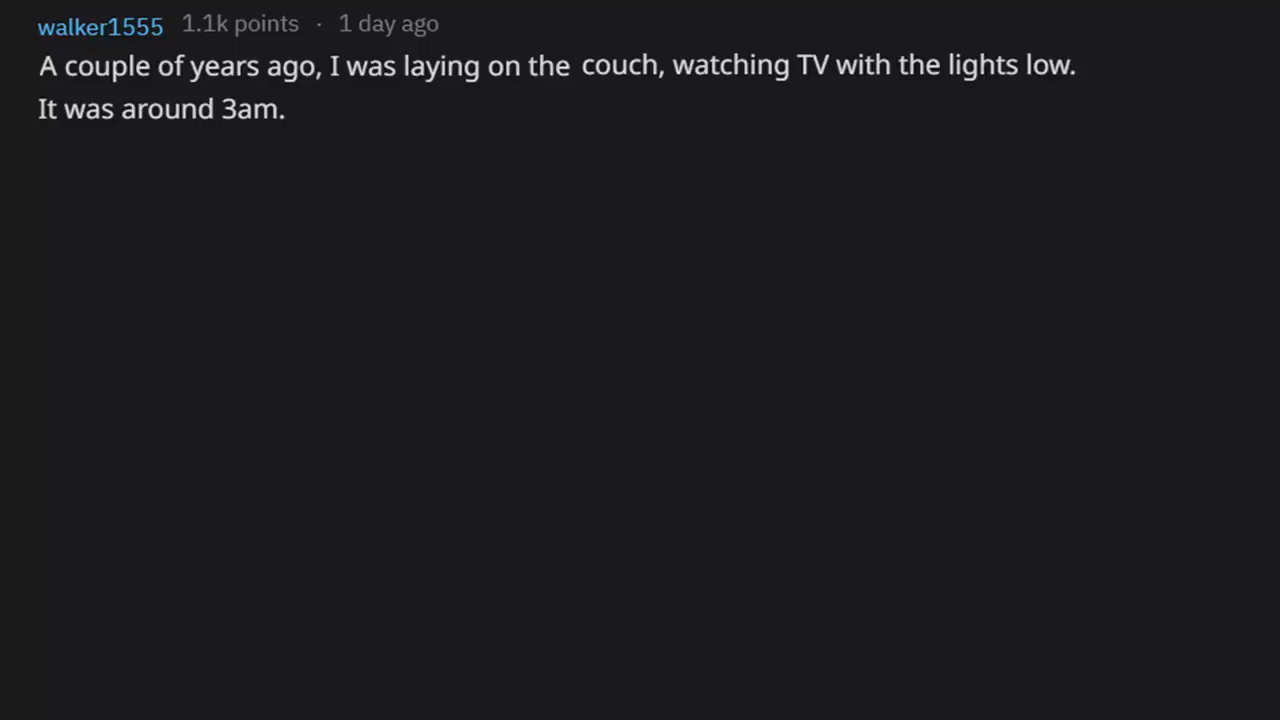 walker1555 1.1k points · 1 day ago
A couple of years ago, I was laying on the couch, watching TV with the lights low.
It was around 3am.